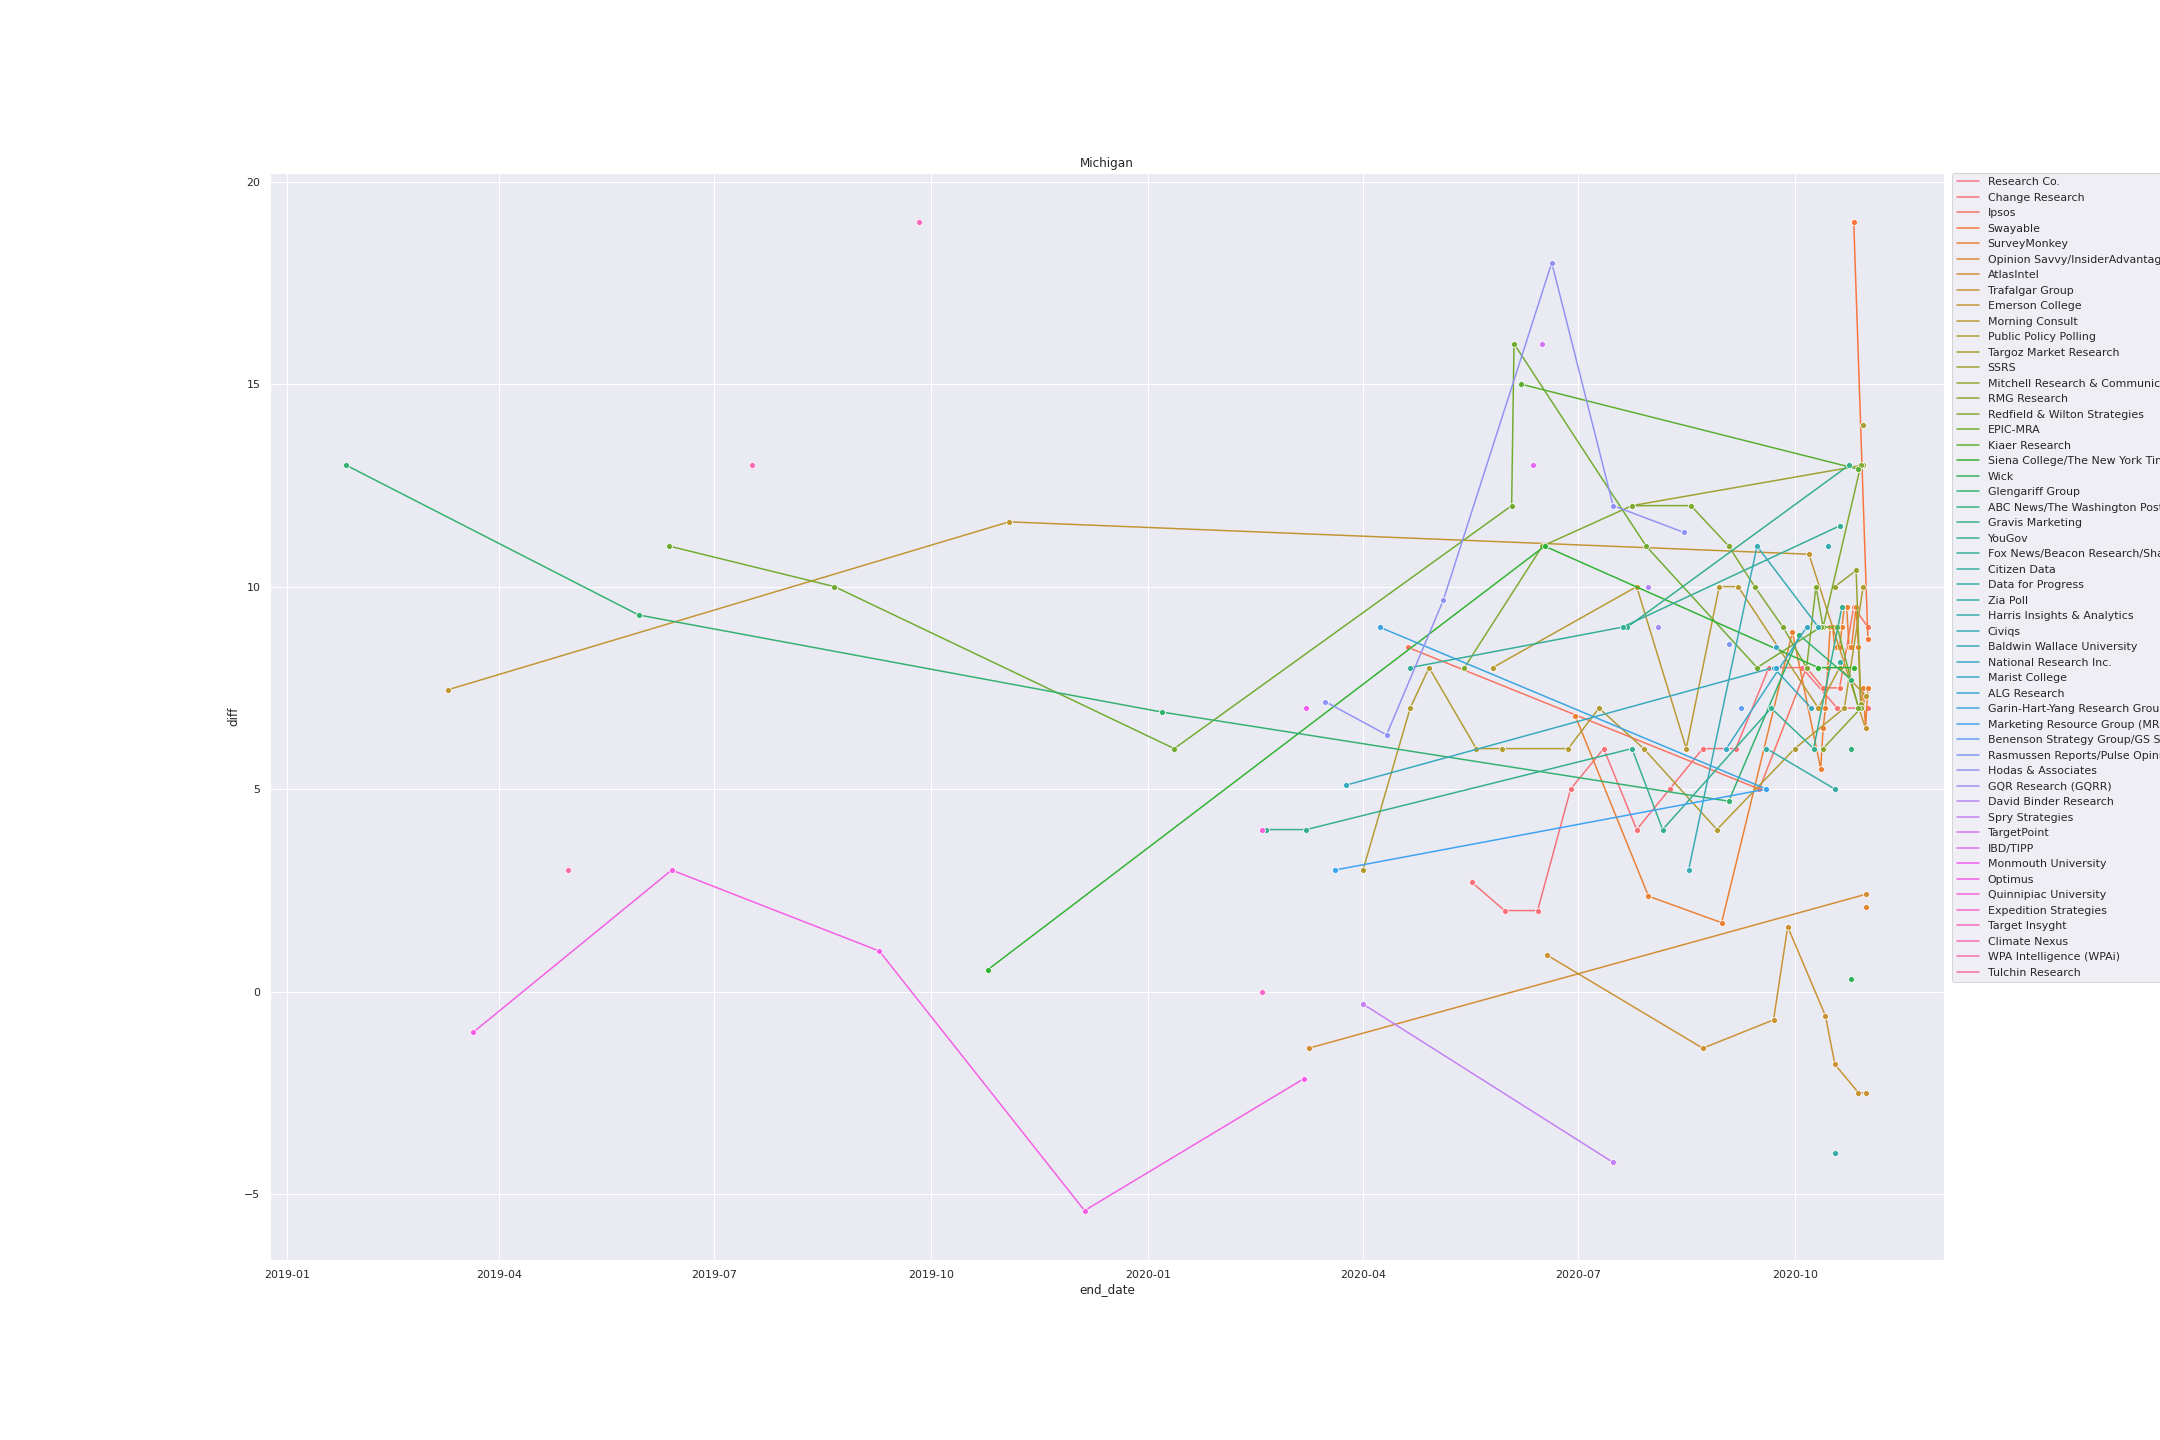 Michigan
20
15
10
5
0
−5
diff
2019-01
2019-04
2019-07
2019-10
2020-01
2020-04
2020-07
2020-10
end_date
Research Co.
Change Research
Ipsos
Swayable
SurveyMonkey
Opinion Savvy/InsiderAdvantag
AtlasIntel
Trafalgar Group
Emerson College
Morning Consult
Public Policy Polling
Targoz Market Research
SSRS
Mitchell Research & Communic
RMG Research
Redfield & Wilton Strategies
EPIC-MRA
Kiaer Research
Siena College/The New York Tin
Wick
Glengariff Group
ABC News/The Washington Post
Gravis Marketing
YouGov
Fox News/Beacon Research/Sha
Citizen Data
Data for Progress
Zia Poll
Harris Insights & Analytics
Civiqs
Baldwin Wallace University
National Research Inc.
Marist College
ALG Research
Garin-Hart-Yang Research Grou
Marketing Resource Group (MR
Benenson Strategy Group/GS S
Rasmussen Reports/Pulse Opin
Hodas & Associates
GQR Research (GQRR)
David Binder Research
Spry Strategies
TargetPoint
IBD/TIPP
Monmouth University
Optimus
Quinnipiac University
Expedition Strategies
Target Insyght
Climate Nexus
WPA Intelligence (WPAi)
Tulchin Research